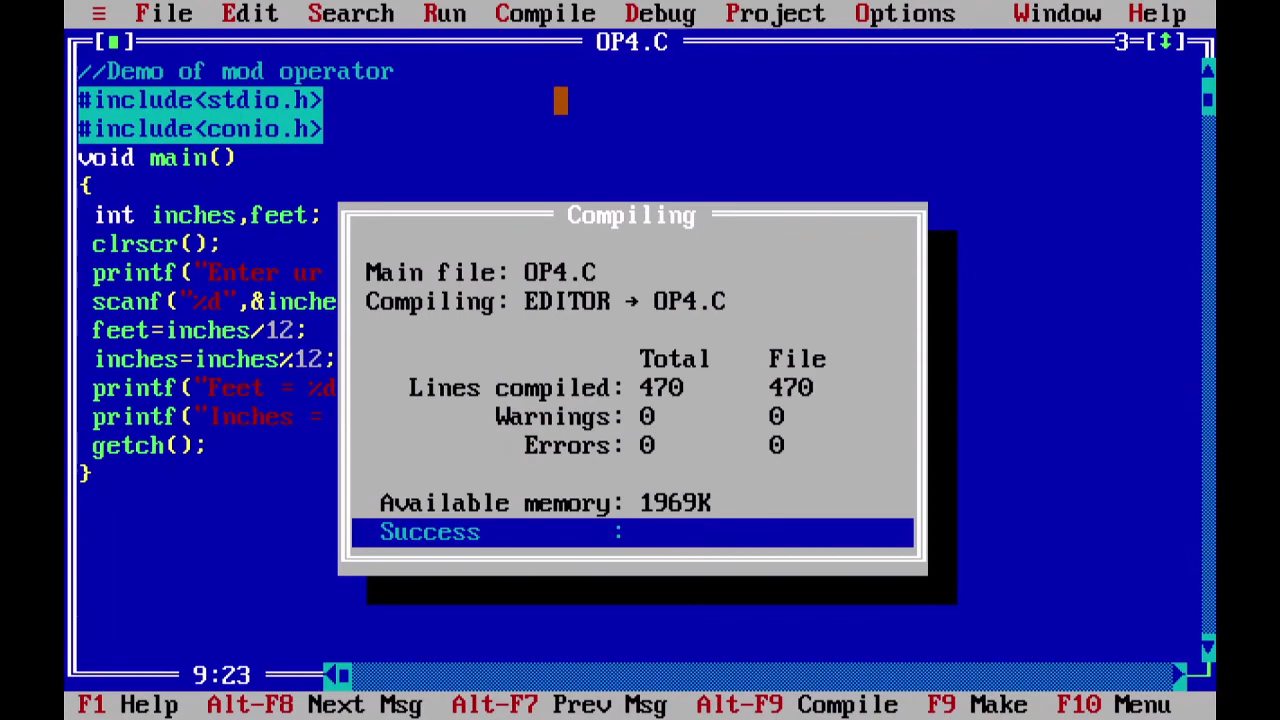 ≡ File Edit Search Run Compile Debug Project Options Window Help
[■] OP4.C 3=[↕]
//Demo of mod operator
#include<stdio.h>
#include<conio.h>
void main()
{
int inches,feet;
clrscr();
printf("Enter ur
scanf("%d",&inche
feet=inches/12;
inches=inches%12;
printf("Feet = %d
printf("Inches =
getch();
}
Compiling
Main file: OP4.C
Compiling: EDITOR → OP4.C
Total File
Lines compiled: 470 470
Warnings: 0 0
Errors: 0 0
Available memory: 1969K
Success :
9:23
F1 Help Alt-F8 Next Msg Alt-F7 Prev Msg Alt-F9 Compile F9 Make F10 Menu